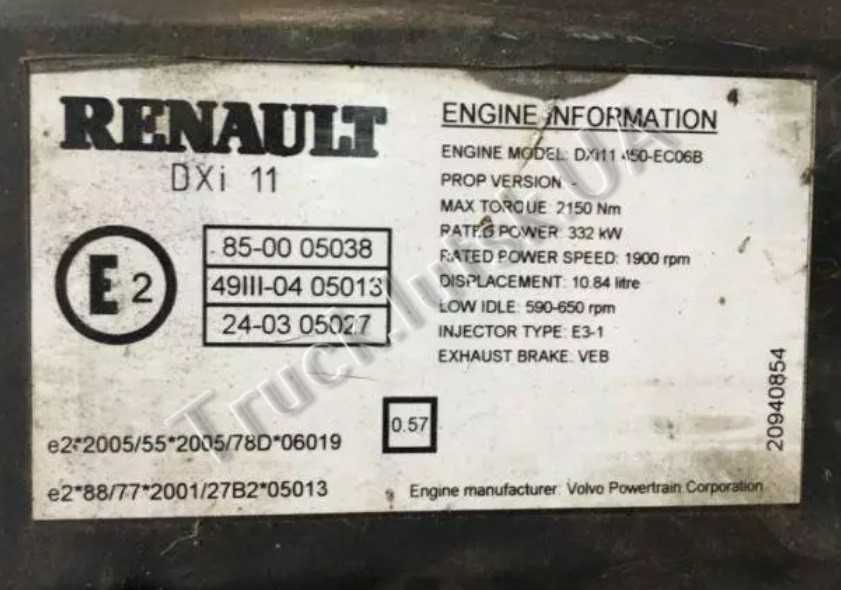 RENAULT
DXi 11
E2
85-00 05038
49III-04 05013
24-03 05027
e2*2005/55*2005/78D*06019
e2*88/77*2001/27B2*05013
0.57
ENGINE INFORMATION
ENGINE MODEL: DXI11 450-EC06B
PROP VERSION -
MAX TORQUE: 2150 Nm
RATED POWER: 332 kW
RATED POWER SPEED: 1900 rpm
DISPLACEMENT: 10.84 litre
LOW IDLE: 590-650 rpm
INJECTOR TYPE: E3-1
EXHAUST BRAKE: VEB
20940854
Engine manufacturer: Volvo Powertrain Corporation